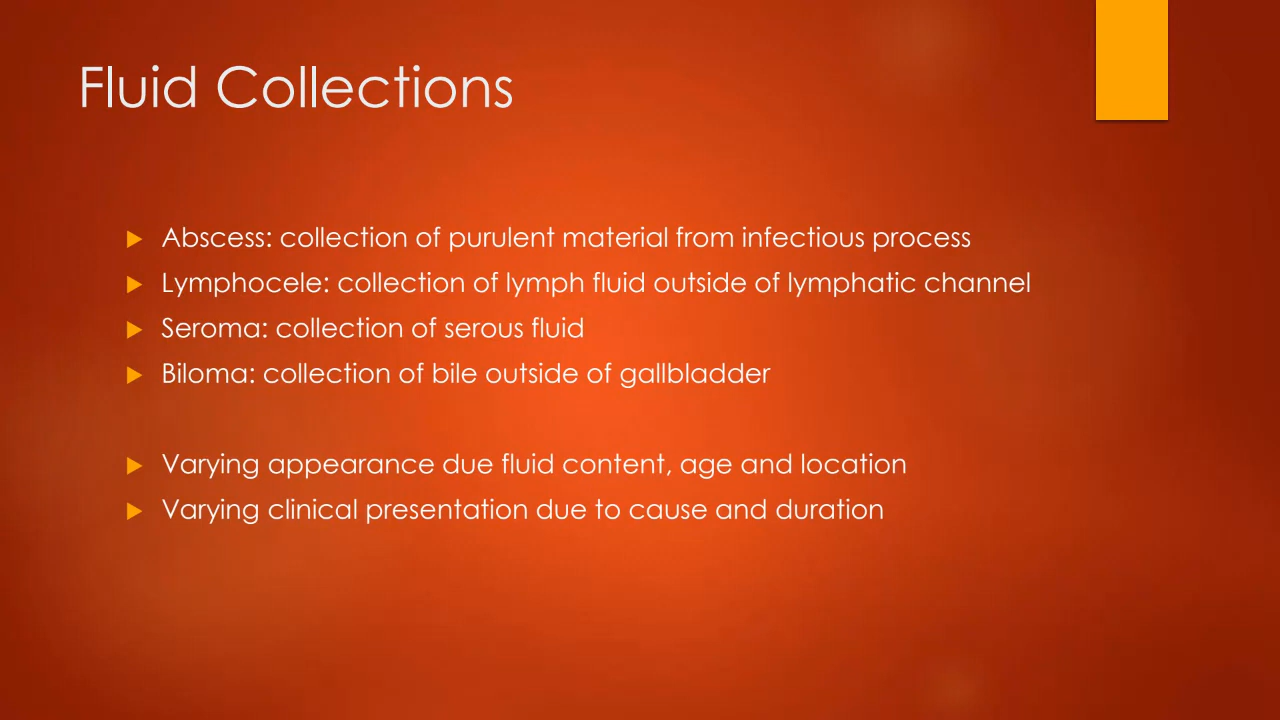 Fluid Collections
Abscess: collection of purulent material from infectious process
Lymphocele: collection of lymph fluid outside of lymphatic channel
Seroma: collection of serous fluid
Biloma: collection of bile outside of gallbladder
Varying appearance due fluid content, age and location
Varying clinical presentation due to cause and duration